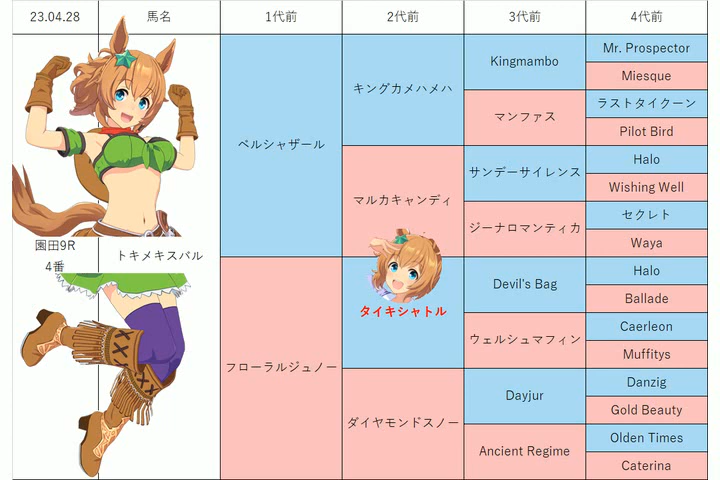 23.04.28
馬名
1代前
2代前
3代前
4代前
園田9R
4番
トキメキスバル
ベルシャザール
キングカメハメハ
Kingmambo
Mr. Prospector
Miesque
マンファス
ラストタイクーン
Pilot Bird
マルカキャンディ
サンデーサイレンス
Halo
Wishing Well
ジーナロマンティカ
セクレト
Waya
フローラルジュノー
タイキシャトル
Devil's Bag
Halo
Ballade
ウェルシュマフィン
Caerleon
Muffitys
ダイヤモンドスノー
Dayjur
Danzig
Gold Beauty
Ancient Regime
Olden Times
Caterina